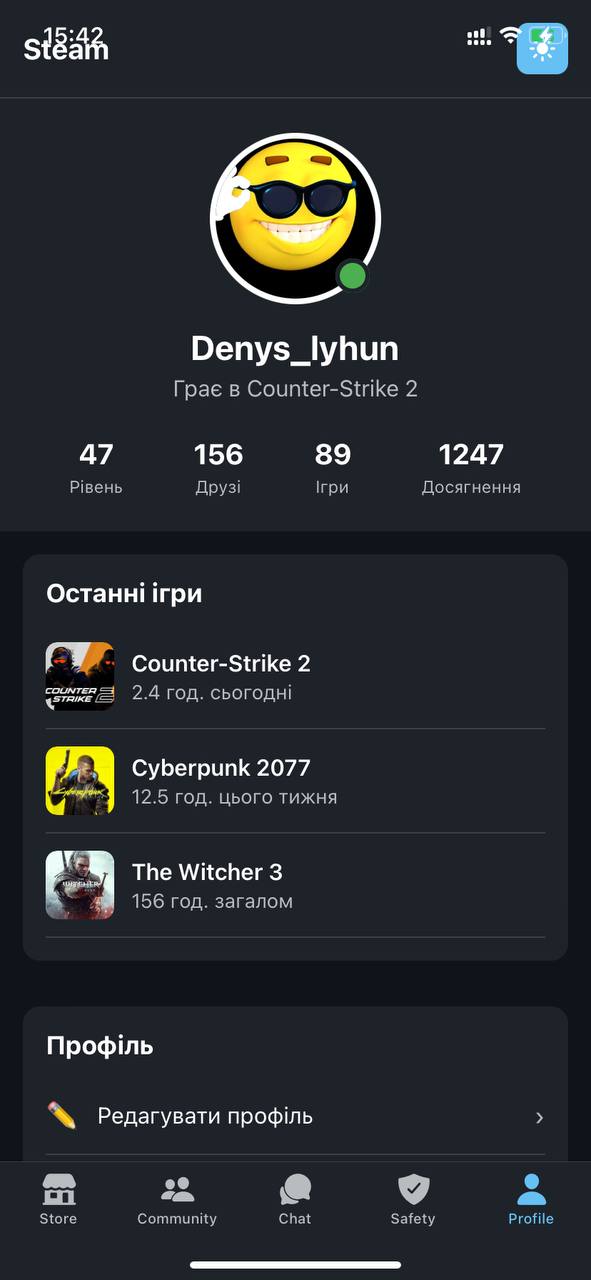 15:42
Steam
Denys_lyhun
Грає в Counter-Strike 2
47 156 89 1247
Рівень Друзі Ігри Досягнення
Останні ігри
COUNTER
STRIKE 2
Counter-Strike 2
2.4 год. сьогодні
Cyberpunk
Cyberpunk 2077
12.5 год. цього тижня
WITCHER
The Witcher 3
156 год. загалом
Профіль
Редагувати профіль
Store Community Chat Safety Profile